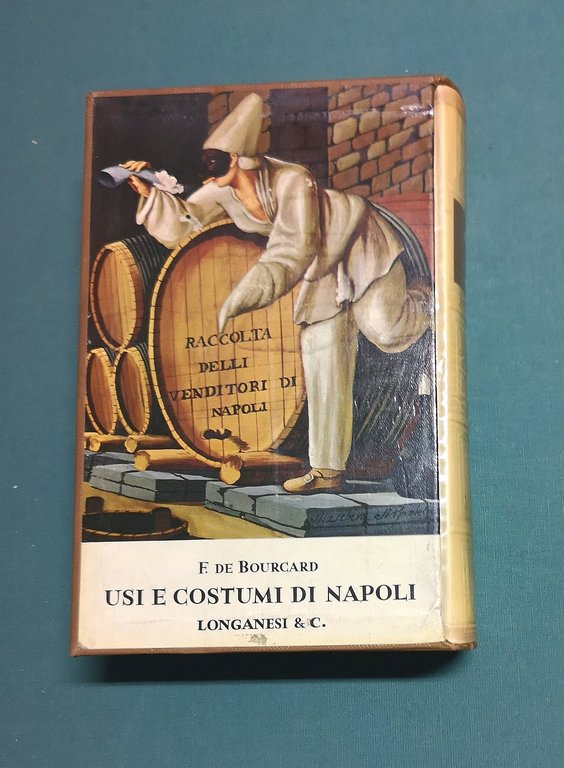 RACCOLTA
DELLI
VENDITORI DI
NAPOLI
F. DE BOURCARD
USI E COSTUMI DI NAPOLI
LONGANESI & C.